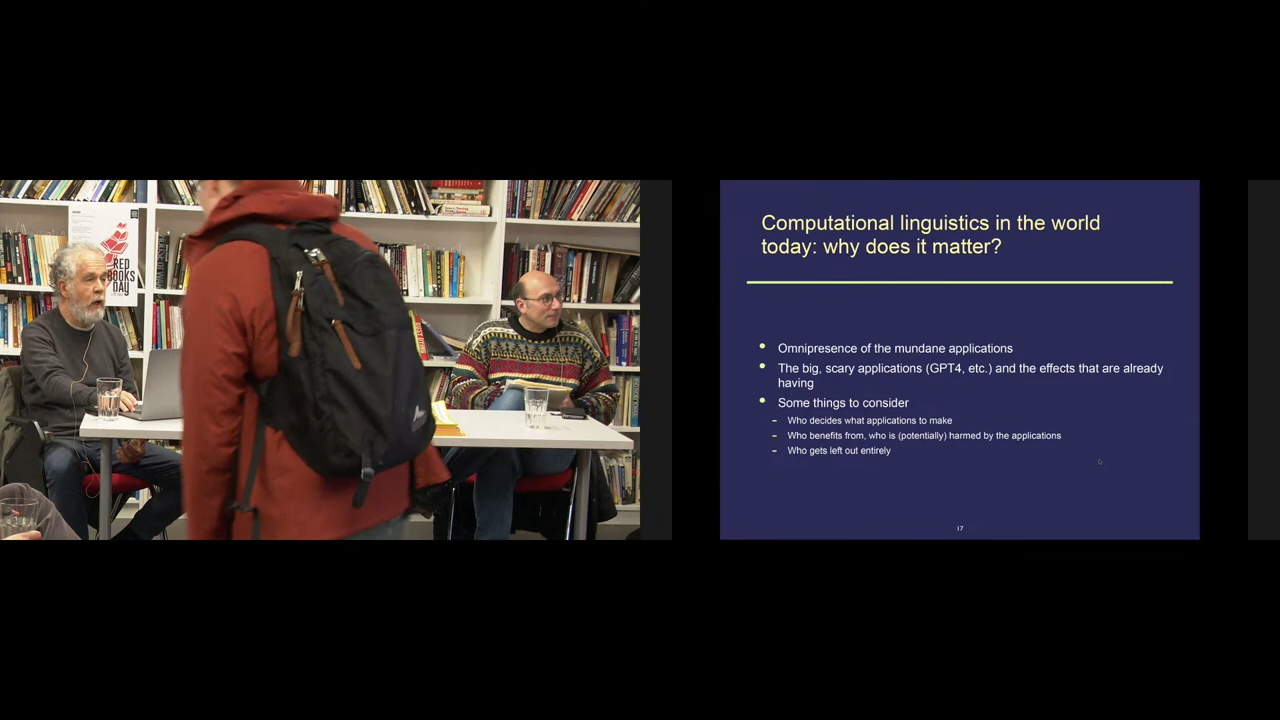 RED
BOOKS
DAY
Computational linguistics in the world
today: why does it matter?
• Omnipresence of the mundane applications
• The big, scary applications (GPT4, etc.) and the effects that are already
having
• Some things to consider
– Who decides what applications to make
– Who benefits from, who is (potentially) harmed by the applications
– Who gets left out entirely
17